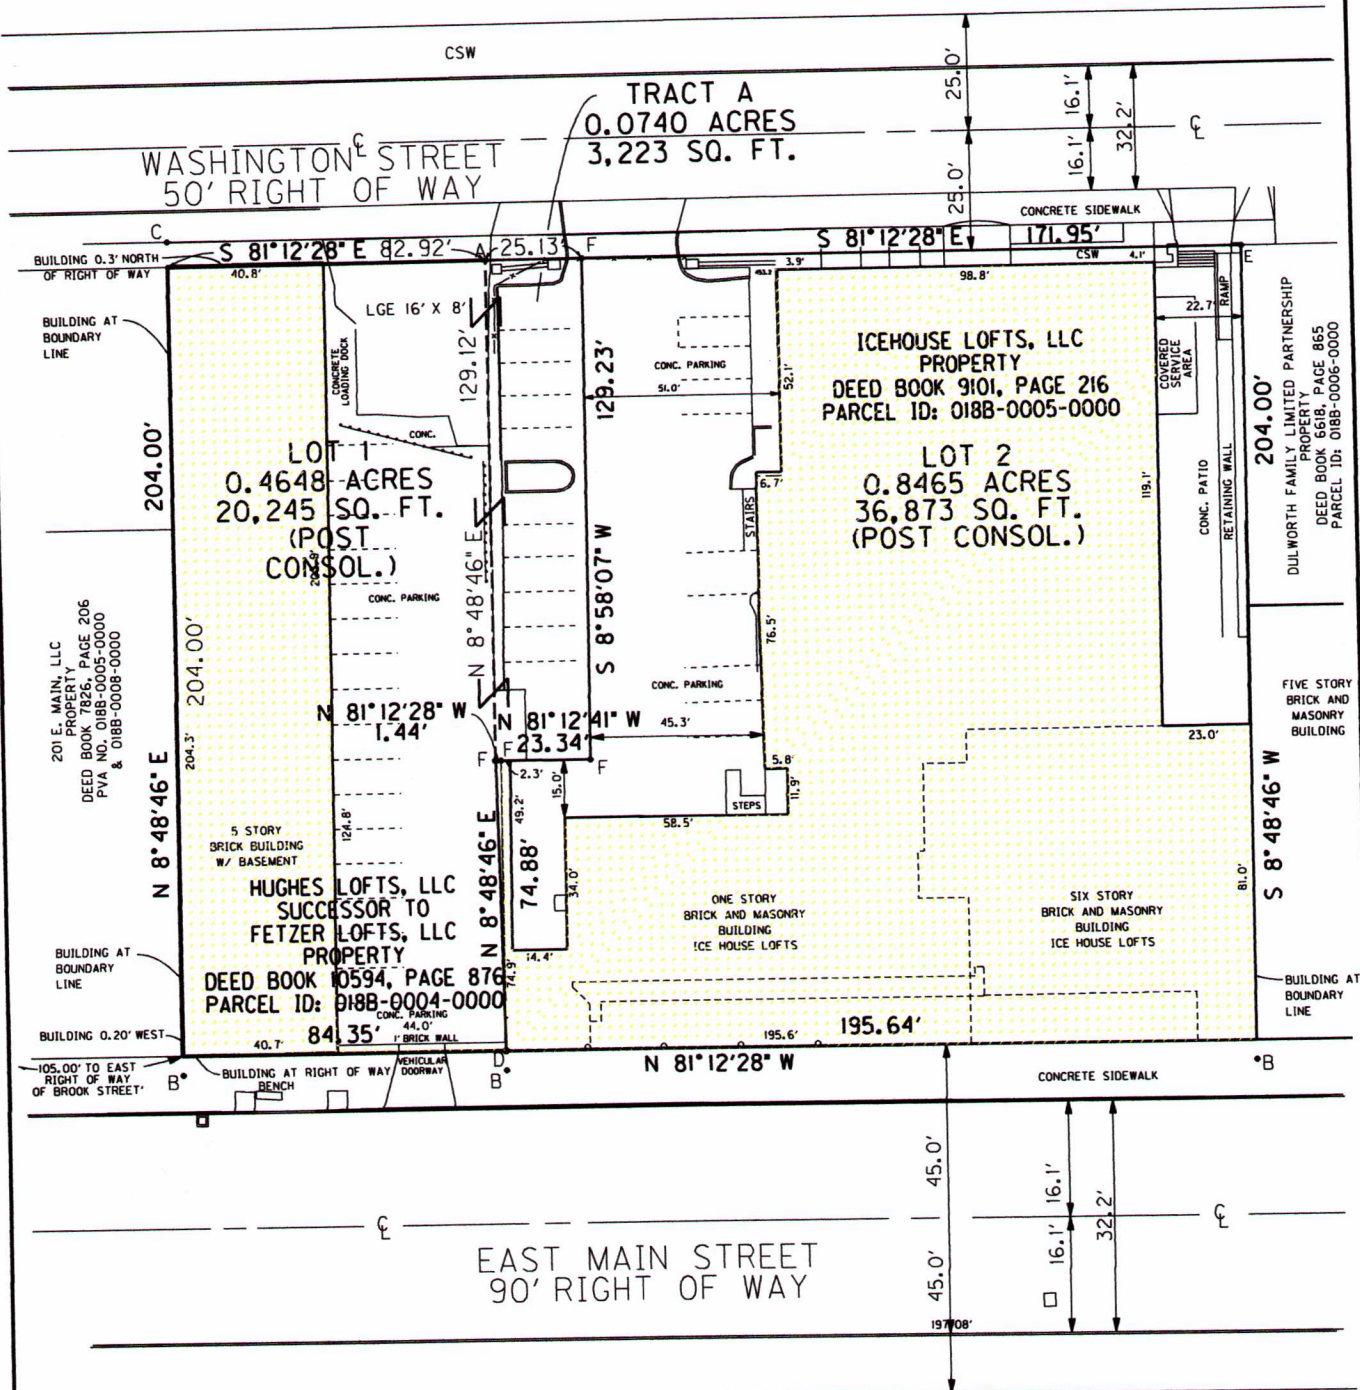 CSW
25.0'
16.1'
32.2'
TRACT A
0.0740 ACRES
3,223 SQ. FT.
WASHINGTON STREET
50' RIGHT OF WAY
16.1'
25.0'
CONCRETE SIDEWALK
C
S 81°12'28" E 82.92'
A
25.13'
F
S 81°12'28" E
171.95'
E
BUILDING 0.3' NORTH
OF RIGHT OF WAY
40.8'
3.9'
CSW
4.1'
98.8'
LGE 16' X 8'
22.7'
RAMP
BUILDING AT
BOUNDARY
LINE
CONCRETE
LOADING DOCK
129.12'
129.23'
CONC. PARKING
51.0'
52.1'
ICEHOUSE LOFTS, LLC
PROPERTY
DEED BOOK 9101, PAGE 216
PARCEL ID: 018B-0005-0000
COVERED
SERVICE
AREA
204.00'
DULWORTH FAMILY LIMITED PARTNERSHIP
PROPERTY
DEED BOOK 6618, PAGE 865
PARCEL ID: 018B-0006-0000
204.00'
CONC.
LOT 1
0.4648 ACRES
20,245 SQ. FT.
(POST
CONSOL.)
LOT 2
0.8465 ACRES
36,873 SQ. FT.
(POST CONSOL.)
6.7'
STAIRS
119.1'
CONC. PATIO
RETAINING WALL
N 8°48'46" E
S 8°58'07" W
CONC. PARKING
76.5'
201 E. MAIN, LLC
PROPERTY
DEED BOOK 7826, PAGE 206
PVA NO. 018B-0005-0000
& 018B-0008-0000
204.00'
204.3'
N 8°48'46" E
CONC. PARKING
FIVE STORY
BRICK AND
MASONRY
BUILDING
N 81°12'28" W
1.44'
N 81°12'41" W
23.34'
45.3'
23.0'
F
F
F
2.3'
15.0'
5.8'
11.9'
STEPS
49.2'
58.5'
124.8'
5 STORY
BRICK BUILDING
W/ BASEMENT
N 8°48'46" E
74.88'
34.0'
81.0'
S 8°48'46" W
HUGHES LOFTS, LLC
SUCCESSOR TO
FETZER LOFTS, LLC
PROPERTY
DEED BOOK 10594, PAGE 876
PARCEL ID: 018B-0004-0000
ONE STORY
BRICK AND MASONRY
BUILDING
ICE HOUSE LOFTS
SIX STORY
BRICK AND MASONRY
BUILDING
ICE HOUSE LOFTS
BUILDING AT
BOUNDARY
LINE
14.4'
74.9'
BUILDING AT
BOUNDARY
LINE
CONC. PARKING
44.0'
1' BRICK WALL
BUILDING 0.20' WEST
40.7'
84.35'
195.6'
195.64'
105.00' TO EAST
RIGHT OF WAY
OF BROOK STREET'
B
BUILDING AT RIGHT OF WAY
BENCH
VEHICULAR
DOORWAY
D
B
N 81°12'28" W
CONCRETE SIDEWALK
B
45.0'
16.1'
32.2'
EAST MAIN STREET
90' RIGHT OF WAY
45.0'
16.1'
197.08'